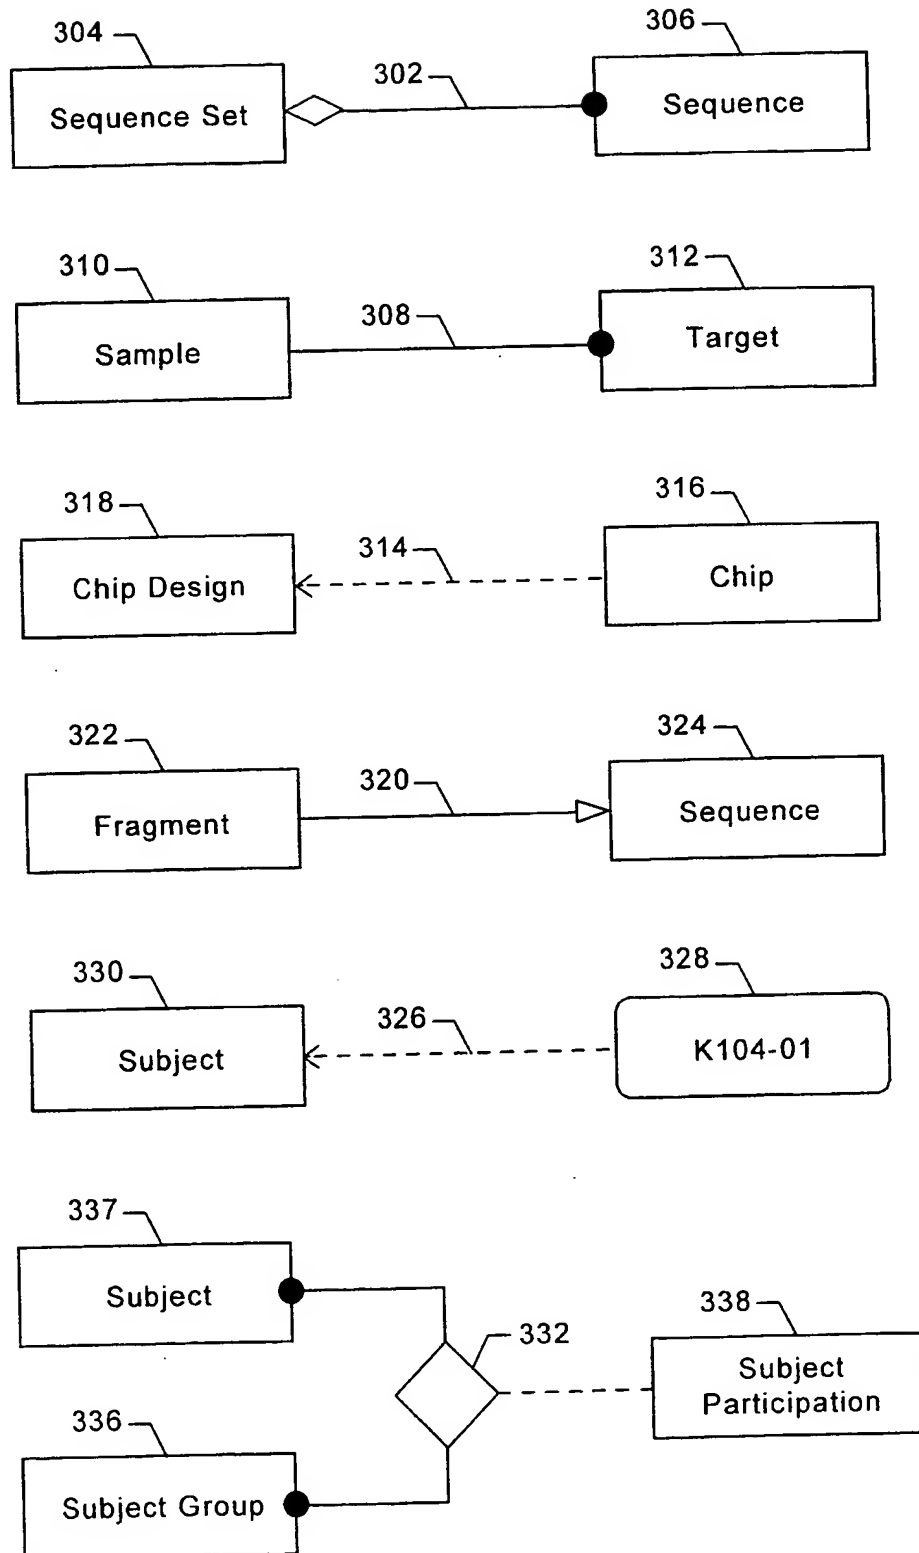 304
306
302
Sequence Set
Sequence
310
312
308
Sample
Target
318
316
314
Chip Design
Chip
322
324
320
Fragment
Sequence
330
328
326
Subject
K104-01
337
Subject
332
338
Subject
Participation
336
Subject Group